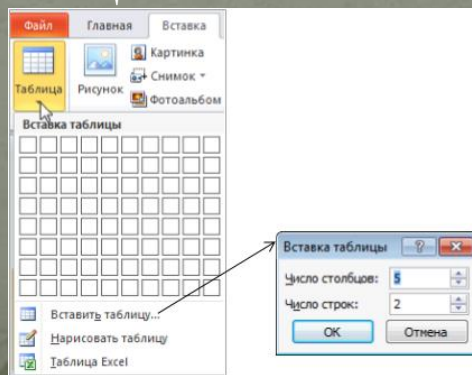 Файл Главная Вставка
Таблица
Рисунок
Картинка
Снимок
Фотоальбом
Вставка таблицы
Вставить таблицу...
Нарисовать таблицу
Таблица Excel
Вставка таблицы
Число столбцов: 5
Число строк: 2
ОК Отмена